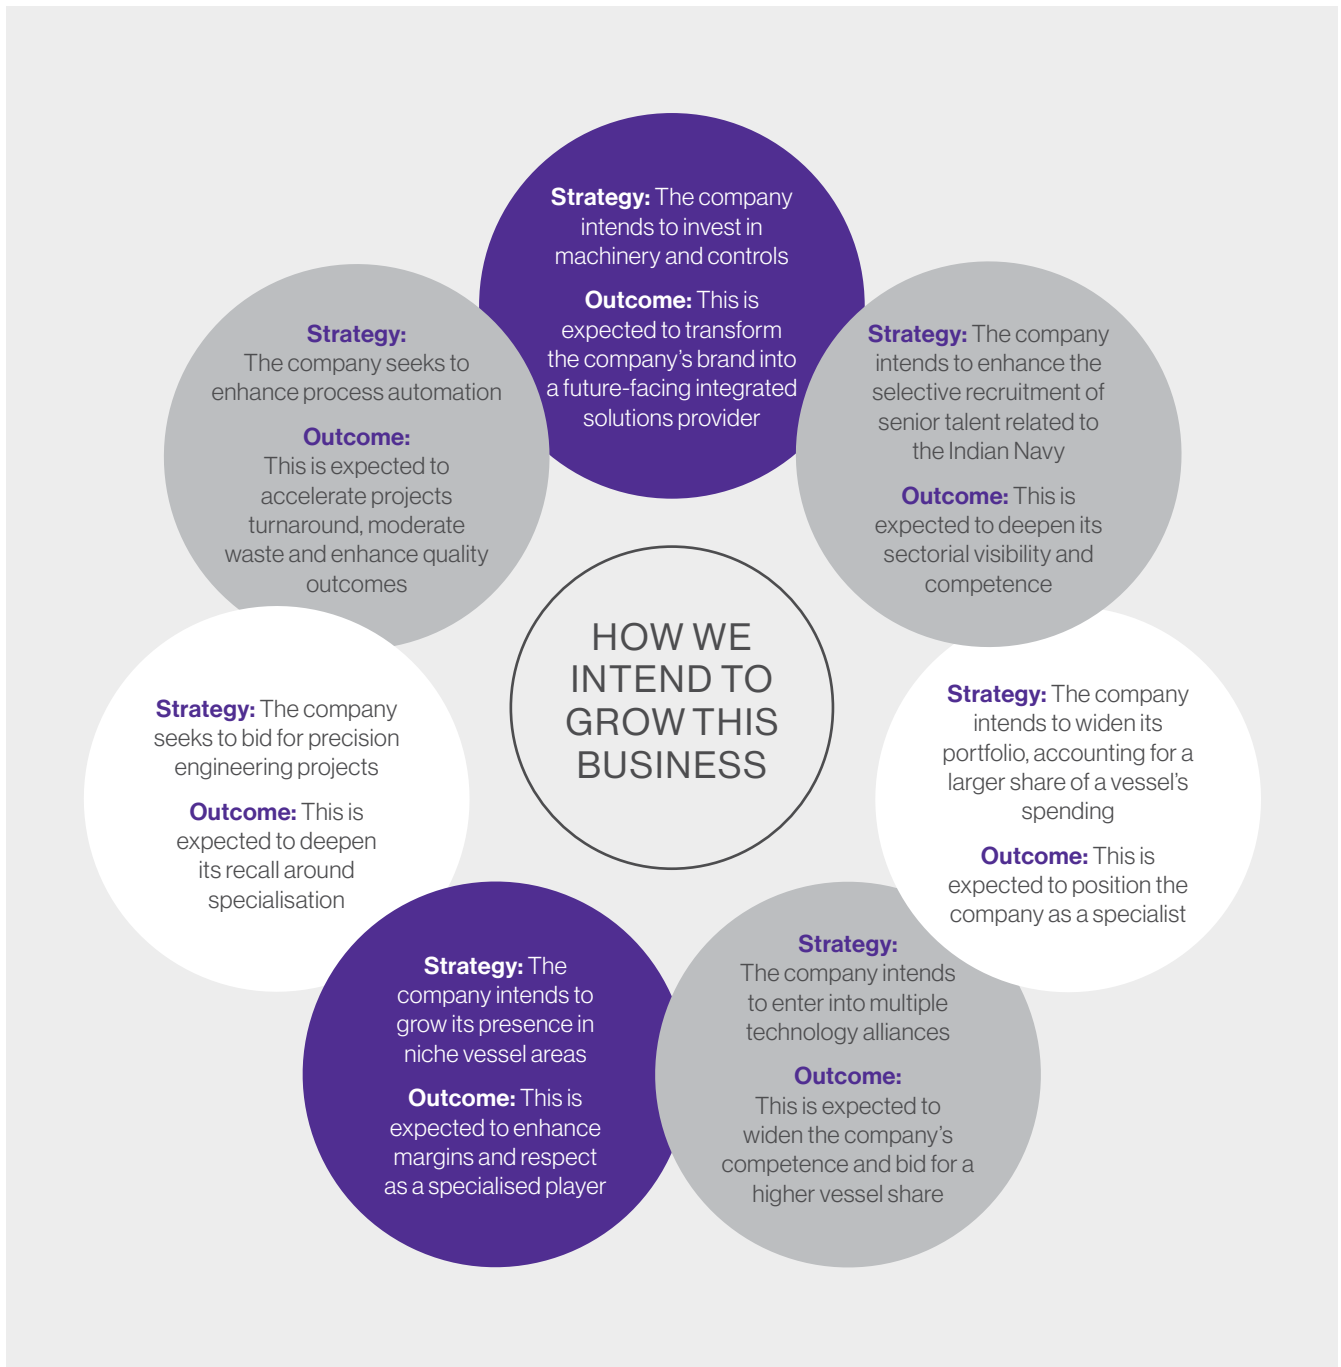 Strategy: The company
intends to invest in
machinery and controls
Outcome: This is
expected to transform
the company's brand into
a future-facing integrated
solutions provider
Strategy: The company
intends to enhance the
selective recruitment of
senior talent related to
the Indian Navy
Outcome: This is
expected to deepen its
sectorial visibility and
competence
Strategy: The company
intends to widen its
portfolio, accounting for a
larger share of a vessel's
spending
Outcome: This is
expected to position the
company as a specialist
Strategy:
The company intends
to enter into multiple
technology alliances
Outcome:
This is expected to
widen the company's
competence and bid for a
higher vessel share
Strategy: The
company intends to
grow its presence in
niche vessel areas
Outcome: This is
expected to enhance
margins and respect
as a specialised player
Strategy: The company
seeks to bid for precision
engineering projects
Outcome: This is
expected to deepen
its recall around
specialisation
Strategy:
The company seeks to
enhance process automation
Outcome:
This is expected to
accelerate projects
turnaround, moderate
waste and enhance quality
outcomes
HOW WE
INTEND TO
GROW THIS
BUSINESS